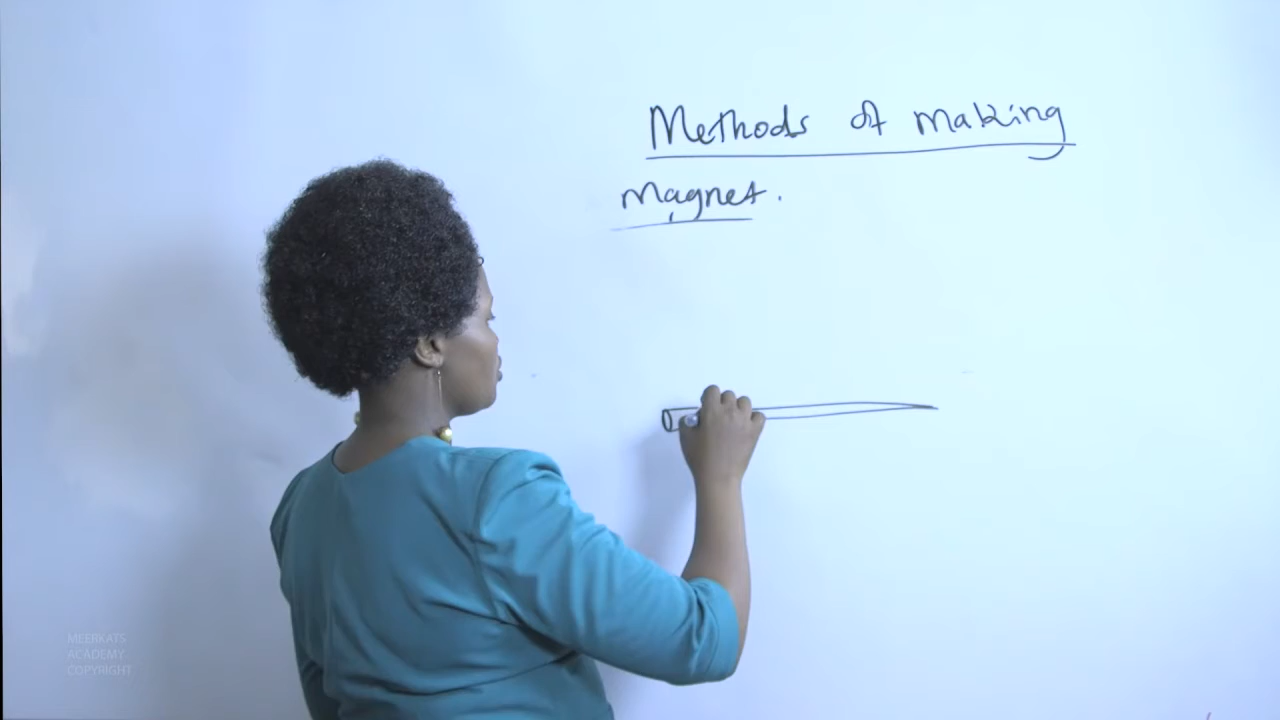 Methods of making
magnet.
MEERKATS
ACADEMY
COPYRIGHT